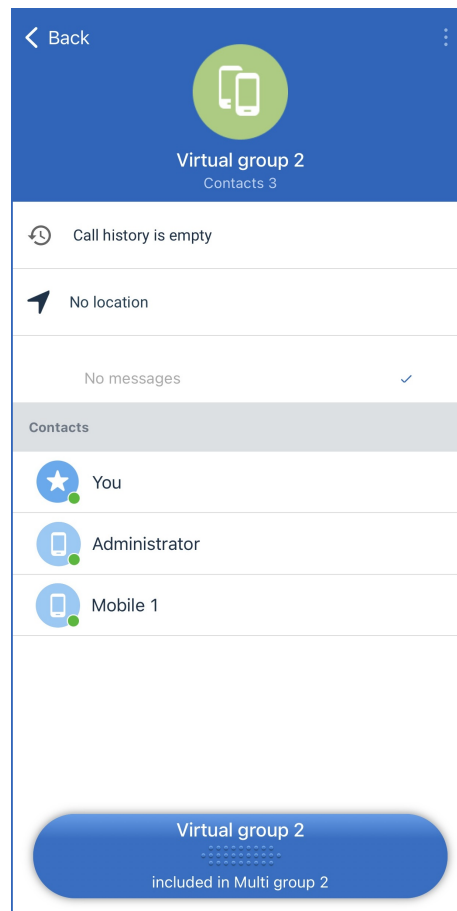 Back
Virtual group 2
Contacts 3
Call history is empty
No location
No messages
Contacts
You
Administrator
Mobile 1
Virtual group 2
included in Multi group 2